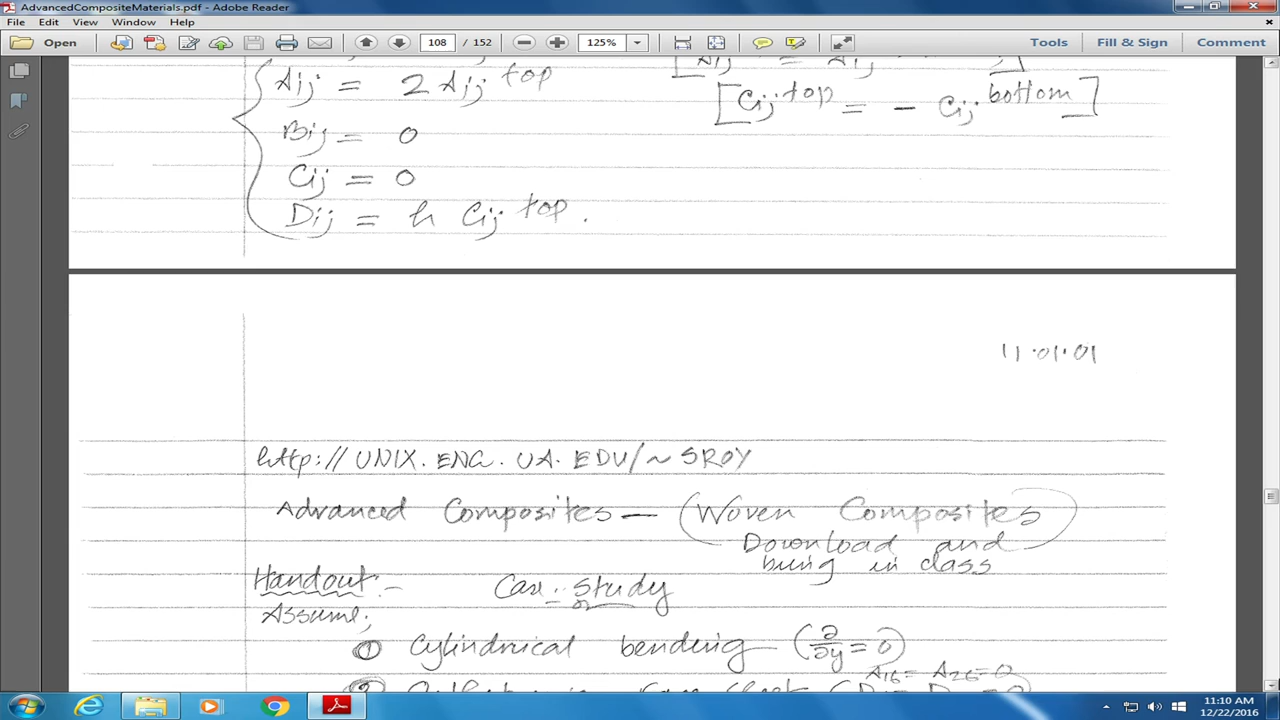 AdvancedCompositeMaterials.pdf - Adobe Reader
File Edit View Window Help
Open 108 / 152 125% Tools Fill & Sign Comment
Aij = 2 Aij top
[Cij top = - Cij bottom]
Bij = 0
Cij = 0
Dij = h Cij top.
11.01.01
http://UNIX.ENG.UA.EDU/~SROY
Advanced Composites — (Woven Composites)
Download and
bring in class
Handout:- Case study
Assume;
① Cylindrical bending (∂/∂y = 0)
A16 = A26 = 0
11:10 AM
12/22/2016